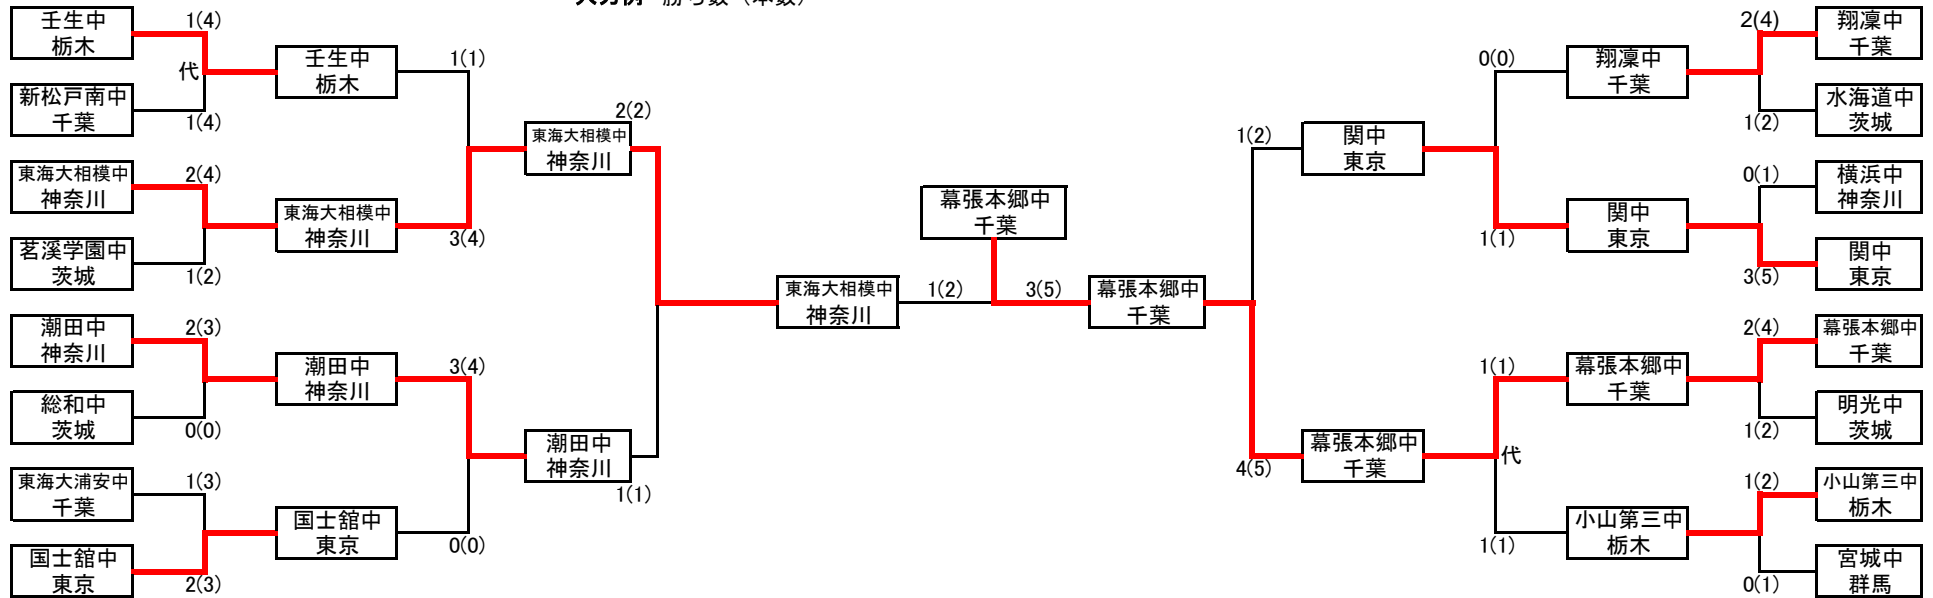 勝ち数（本数）
壬生中
栃木
1(4)
代
新松戸南中
千葉
1(4)
東海大相模中
神奈川
2(4)
茗溪学園中
茨城
1(2)
潮田中
神奈川
2(3)
総和中
茨城
0(0)
東海大浦安中
千葉
1(3)
国士舘中
東京
2(3)
壬生中
栃木
1(1)
東海大相模中
神奈川
3(4)
潮田中
神奈川
3(4)
国士舘中
東京
0(0)
2(2)
東海大相模中
神奈川
潮田中
神奈川
1(1)
東海大相模中
神奈川
1(2)
幕張本郷中
千葉
3(5)
幕張本郷中
千葉
1(2)
関中
東京
4(5)
幕張本郷中
千葉
0(0)
翔凜中
千葉
1(1)
関中
東京
1(1)
幕張本郷中
千葉
代
1(1)
小山第三中
栃木
2(4)
翔凜中
千葉
1(2)
水海道中
茨城
0(1)
横浜中
神奈川
3(5)
関中
東京
2(4)
幕張本郷中
千葉
1(2)
明光中
茨城
1(2)
小山第三中
栃木
0(1)
宮城中
群馬